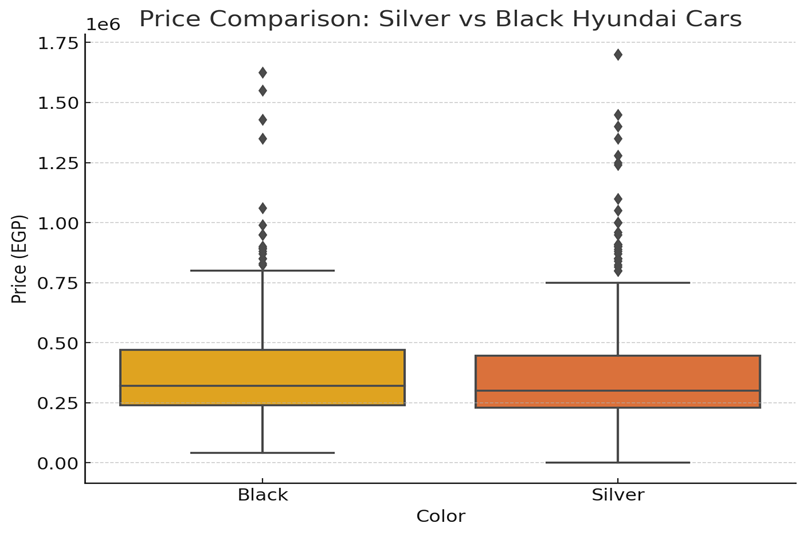 Price Comparison: Silver vs Black Hyundai Cars
1e6
1.75
1.50
1.25
1.00
0.75
0.50
0.25
0.00
Price (EGP)
Black
Silver
Color